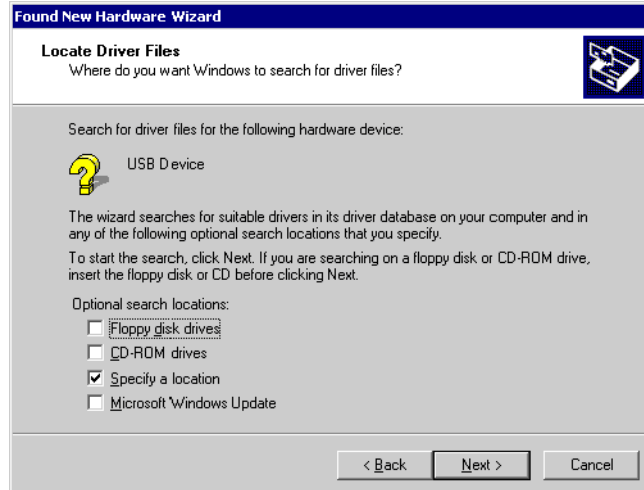 Found New Hardware Wizard
Locate Driver Files
Where do you want Windows to search for driver files?
Search for driver files for the following hardware device:
USB Device
The wizard searches for suitable drivers in its driver database on your computer and in
any of the following optional search locations that you specify.
To start the search, click Next. If you are searching on a floppy disk or CD-ROM drive,
insert the floppy disk or CD before clicking Next.
Optional search locations:
Floppy disk drives
CD-ROM drives
Specify a location
Microsoft Windows Update
< Back
Next >
Cancel